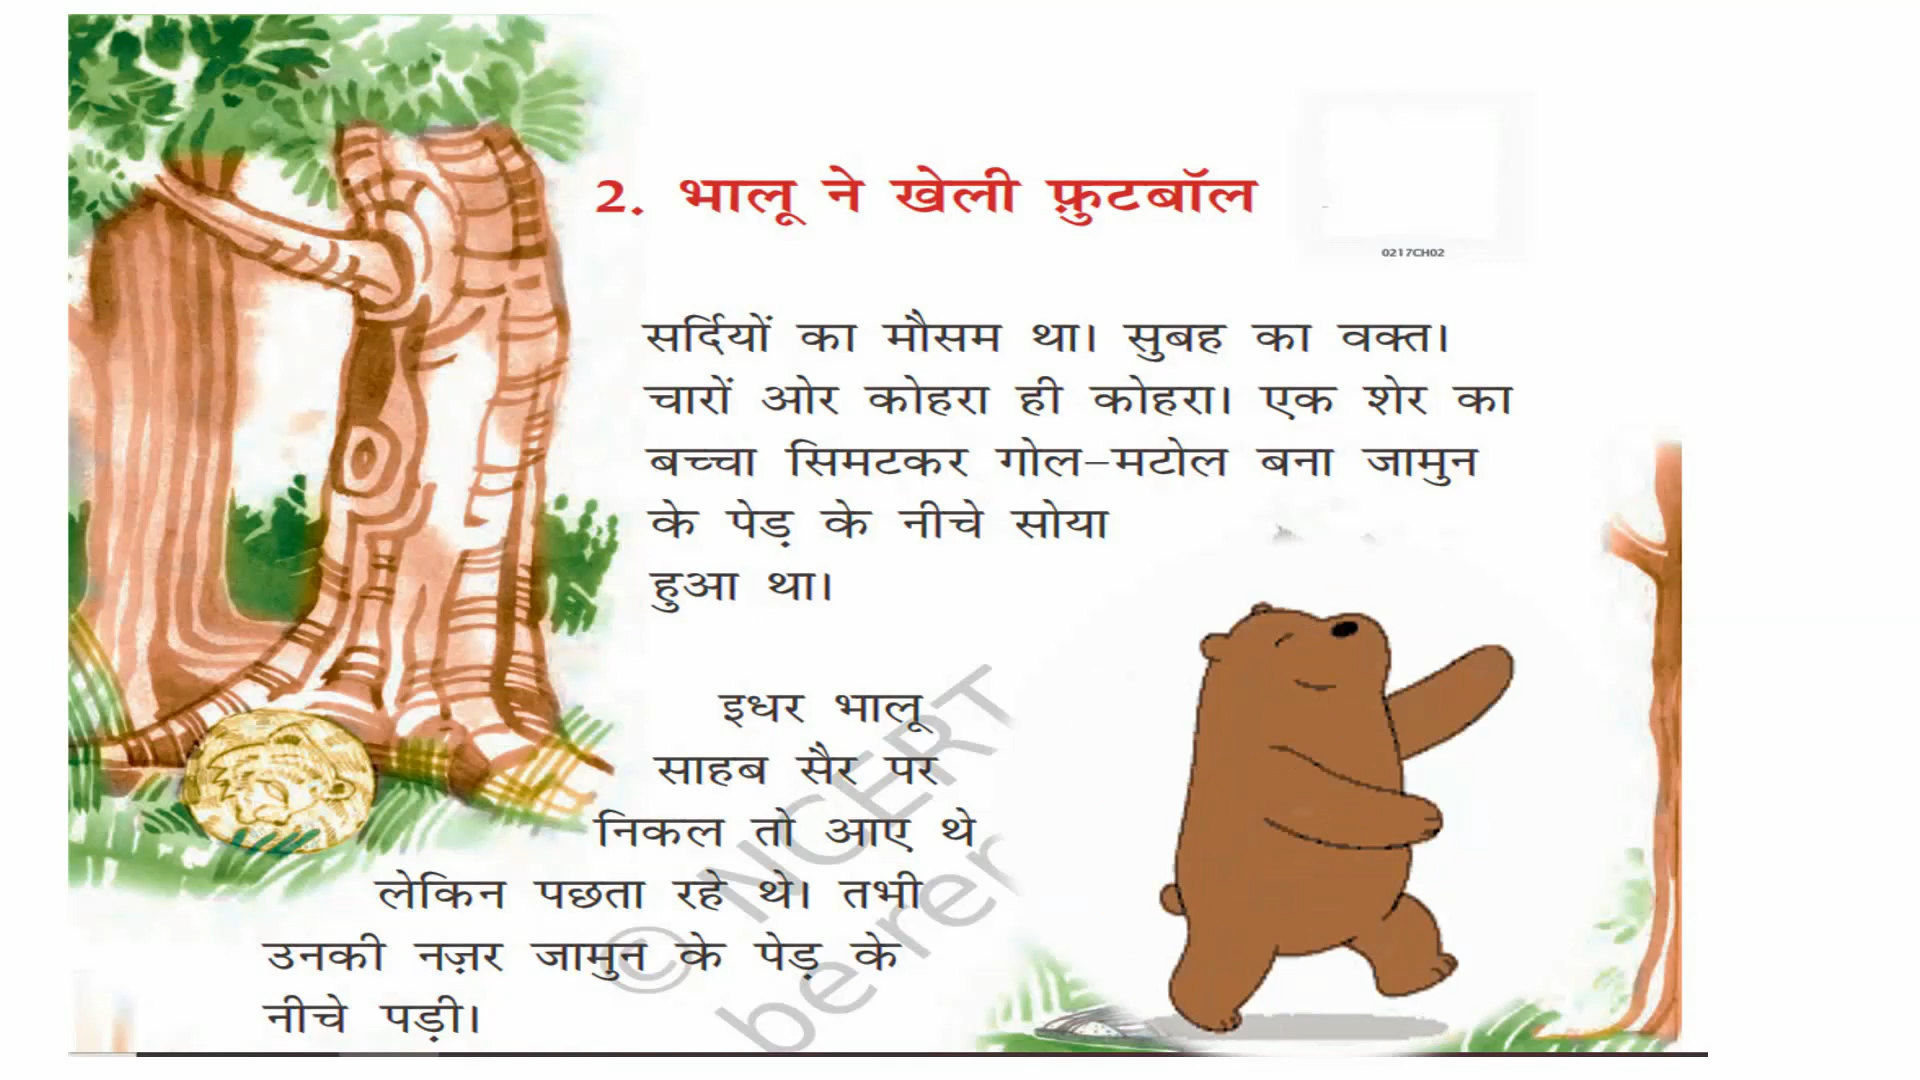 2. भालू ने खेली फ़ुटबॉल
0217CH02
सर्दियों का मौसम था। सुबह का वक्त।
चारों ओर कोहरा ही कोहरा। एक शेर का
बच्चा सिमटकर गोल-मटोल बना जामुन
के पेड़ के नीचे सोया
हुआ था।
इधर भालू
साहब सैर पर
निकल तो आए थे
लेकिन पछता रहे थे। तभी
उनकी नज़र जामुन के पेड़ के
नीचे पड़ी।
© NCERT